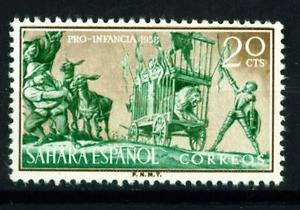 PRO-INFANCIA 1958
20
CTS
SAHARA ESPAÑOL
CORREOS
F.N.M.T.